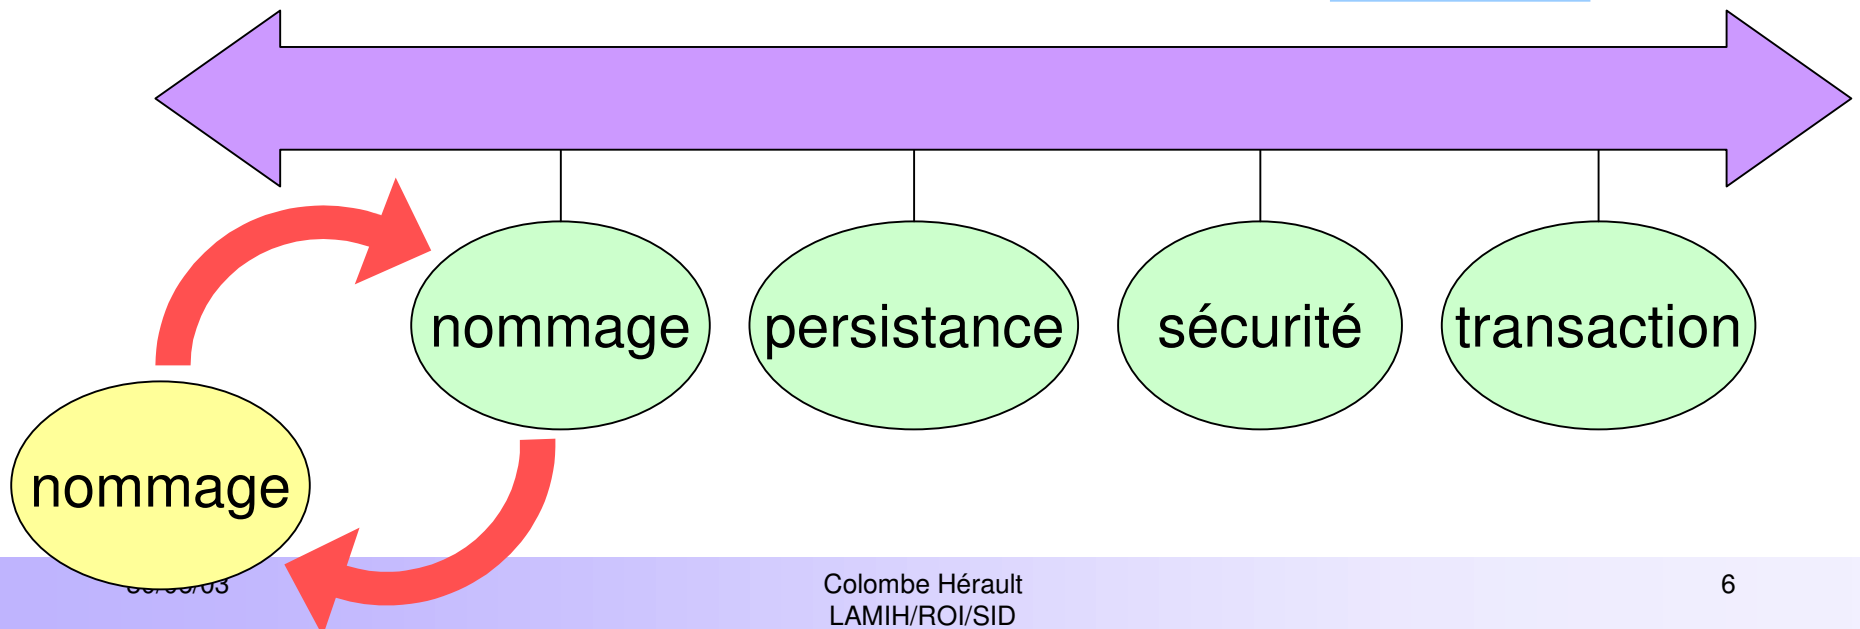 nommage
persistance
sécurité
transaction
nommage
Colombe Hérault
6
LAMIH/ROI/SID